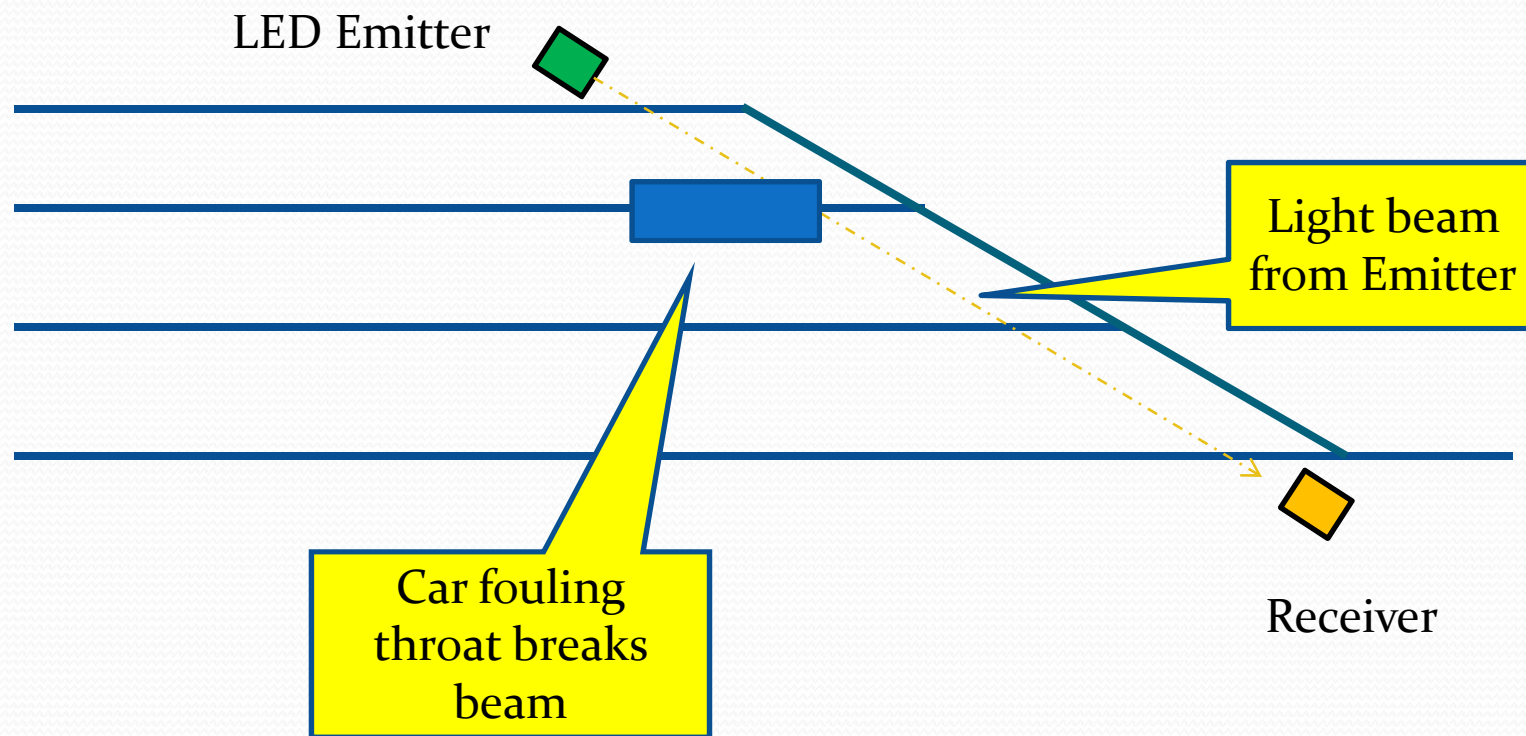 LED Emitter
Light beam
from Emitter
Car fouling
throat breaks
beam
Receiver